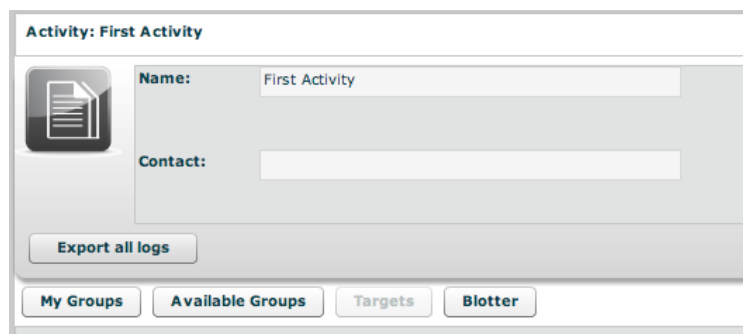 Activity: First Activity
Name: First Activity
Contact:
Export all logs
My Groups Available Groups Targets Blotter